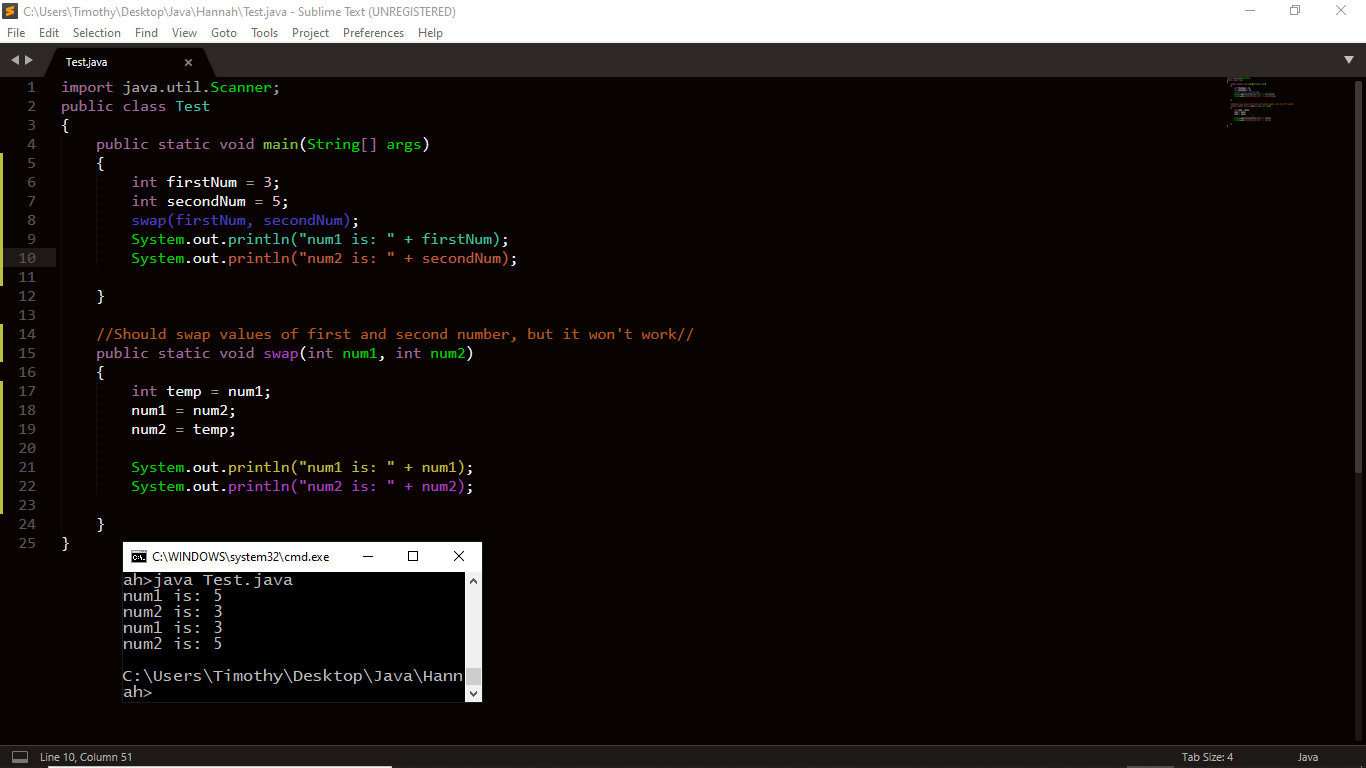 C:\Users\Timothy\Desktop\Java\Hannah\Test.java - Sublime Text (UNREGISTERED)
File Edit Selection Find View Goto Tools Project Preferences Help
Test.java
1 import java.util.Scanner;
2 public class Test
3 {
4 public static void main(String[] args)
5 {
6 int firstNum = 3;
7 int secondNum = 5;
8 swap(firstNum, secondNum);
9 System.out.println("num1 is: " + firstNum);
10 System.out.println("num2 is: " + secondNum);
11
12 }
13
14 //Should swap values of first and second number, but it won't work//
15 public static void swap(int num1, int num2)
16 {
17 int temp = num1;
18 num1 = num2;
19 num2 = temp;
20
21 System.out.println("num1 is: " + num1);
22 System.out.println("num2 is: " + num2);
23
24 }
25 }
C:\WINDOWS\system32\cmd.exe
ah>java Test.java
num1 is: 5
num2 is: 3
num1 is: 3
num2 is: 5
C:\Users\Timothy\Desktop\Java\Hann
ah>
Line 10, Column 51
Tab Size: 4
Java